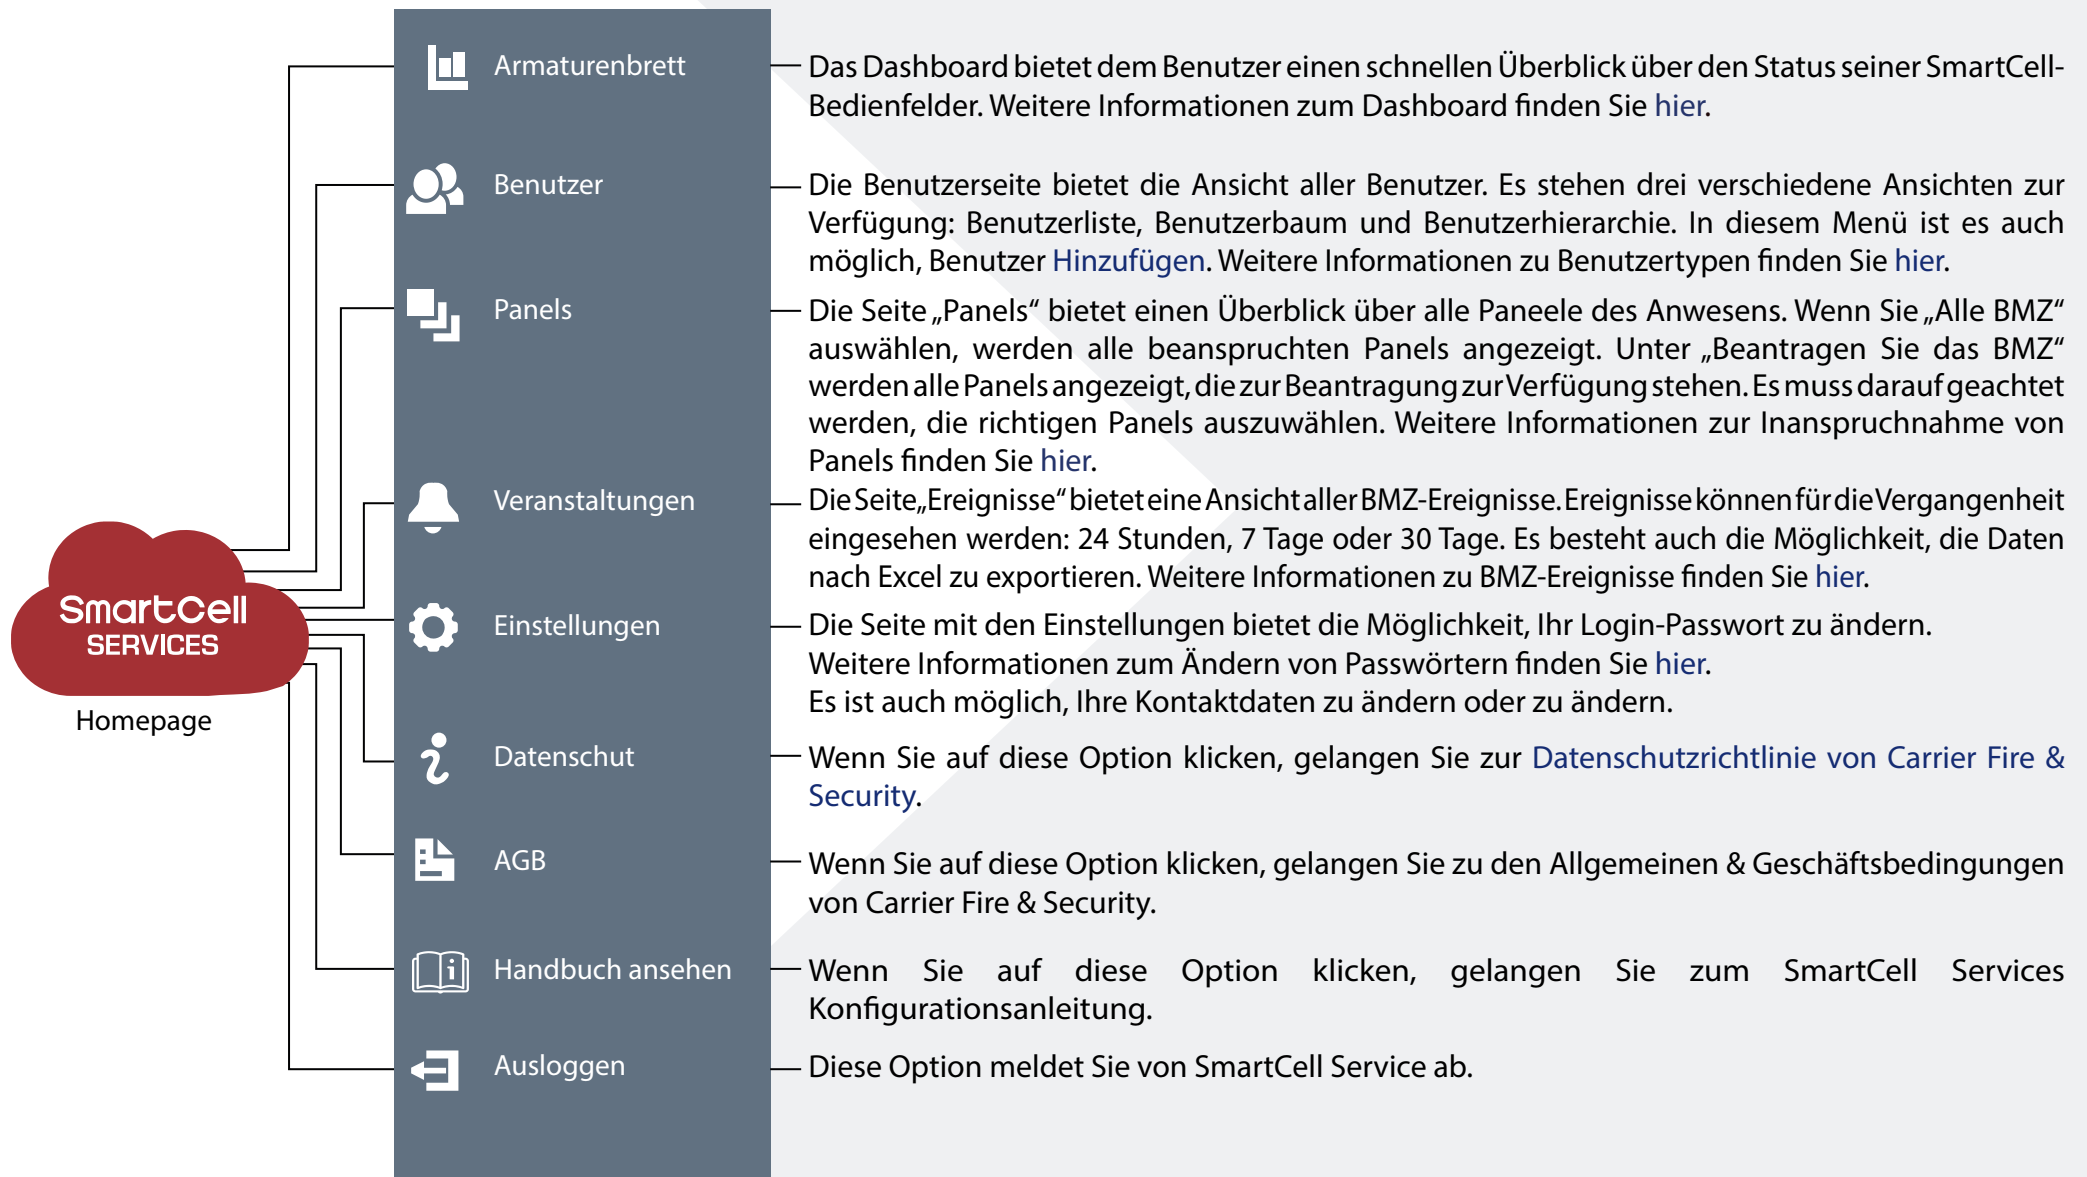 Armaturenbrett
Das Dashboard bietet dem Benutzer einen schnellen Überblick über den Status seiner SmartCell-
Bedienfelder. Weitere Informationen zum Dashboard finden Sie hier.
Benutzer
Die Benutzerseite bietet die Ansicht aller Benutzer. Es stehen drei verschiedene Ansichten zur
Verfügung: Benutzerliste, Benutzerbaum und Benutzerhierarchie. In diesem Menü ist es auch
möglich, Benutzer Hinzufügen. Weitere Informationen zu Benutzertypen finden Sie hier.
Panels
Die Seite „Panels“ bietet einen Überblick über alle Paneele des Anwesens. Wenn Sie „Alle BMZ“
auswählen, werden alle beanspruchten Panels angezeigt. Unter „Beantragen Sie das BMZ“
werden alle Panels angezeigt, die zur Beantragung zur Verfügung stehen. Es muss darauf geachtet
werden, die richtigen Panels auszuwählen. Weitere Informationen zur Inanspruchnahme von
Panels finden Sie hier.
Veranstaltungen
Die Seite „Ereignisse“ bietet eine Ansicht aller BMZ-Ereignisse. Ereignisse können für die Vergangenheit
eingesehen werden: 24 Stunden, 7 Tage oder 30 Tage. Es besteht auch die Möglichkeit, die Daten
nach Excel zu exportieren. Weitere Informationen zu BMZ-Ereignisse finden Sie hier.
SmartCell
SERVICES
Homepage
Einstellungen
Die Seite mit den Einstellungen bietet die Möglichkeit, Ihr Login-Passwort zu ändern.
Weitere Informationen zum Ändern von Passwörtern finden Sie hier.
Es ist auch möglich, Ihre Kontaktdaten zu ändern oder zu ändern.
Datenschut
Wenn Sie auf diese Option klicken, gelangen Sie zur Datenschutzrichtlinie von Carrier Fire &
Security.
AGB
Wenn Sie auf diese Option klicken, gelangen Sie zu den Allgemeinen & Geschäftsbedingungen
von Carrier Fire & Security.
Handbuch ansehen
Wenn Sie auf diese Option klicken, gelangen Sie zum SmartCell Services
Konfigurationsanleitung.
Ausloggen
Diese Option meldet Sie von SmartCell Service ab.